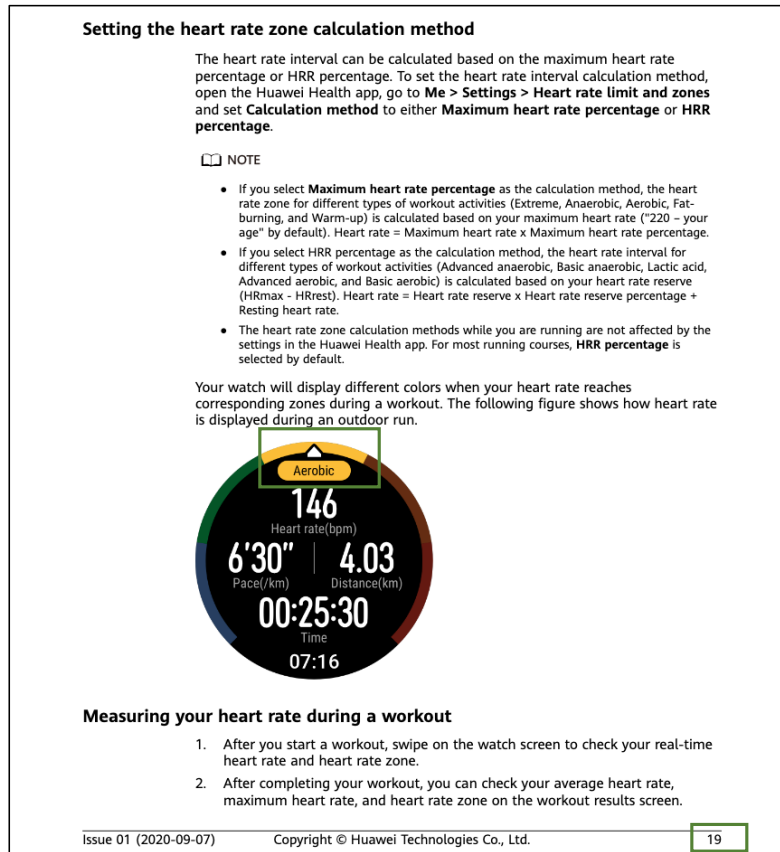 Setting the heart rate zone calculation method
The heart rate interval can be calculated based on the maximum heart rate
percentage or HRR percentage. To set the heart rate interval calculation method,
open the Huawei Health app, go to Me > Settings > Heart rate limit and zones
and set Calculation method to either Maximum heart rate percentage or HRR
percentage.
NOTE
● If you select Maximum heart rate percentage as the calculation method, the heart
rate zone for different types of workout activities (Extreme, Anaerobic, Aerobic, Fat-
burning, and Warm-up) is calculated based on your maximum heart rate ("220 – your
age" by default). Heart rate = Maximum heart rate x Maximum heart rate percentage.
● If you select HRR percentage as the calculation method, the heart rate interval for
different types of workout activities (Advanced anaerobic, Basic anaerobic, Lactic acid,
Advanced aerobic, and Basic aerobic) is calculated based on your heart rate reserve
(HRmax - HRrest). Heart rate = Heart rate reserve x Heart rate reserve percentage +
Resting heart rate.
● The heart rate zone calculation methods while you are running are not affected by the
settings in the Huawei Health app. For most running courses, HRR percentage is
selected by default.
Your watch will display different colors when your heart rate reaches
corresponding zones during a workout. The following figure shows how heart rate
is displayed during an outdoor run.
Aerobic
146
Heart rate(bpm)
6'30" 4.03
Pace(/km) Distance(km)
00:25:30
Time
07:16
Measuring your heart rate during a workout
1. After you start a workout, swipe on the watch screen to check your real-time
heart rate and heart rate zone.
2. After completing your workout, you can check your average heart rate,
maximum heart rate, and heart rate zone on the workout results screen.
Issue 01 (2020-09-07) Copyright © Huawei Technologies Co., Ltd. 19